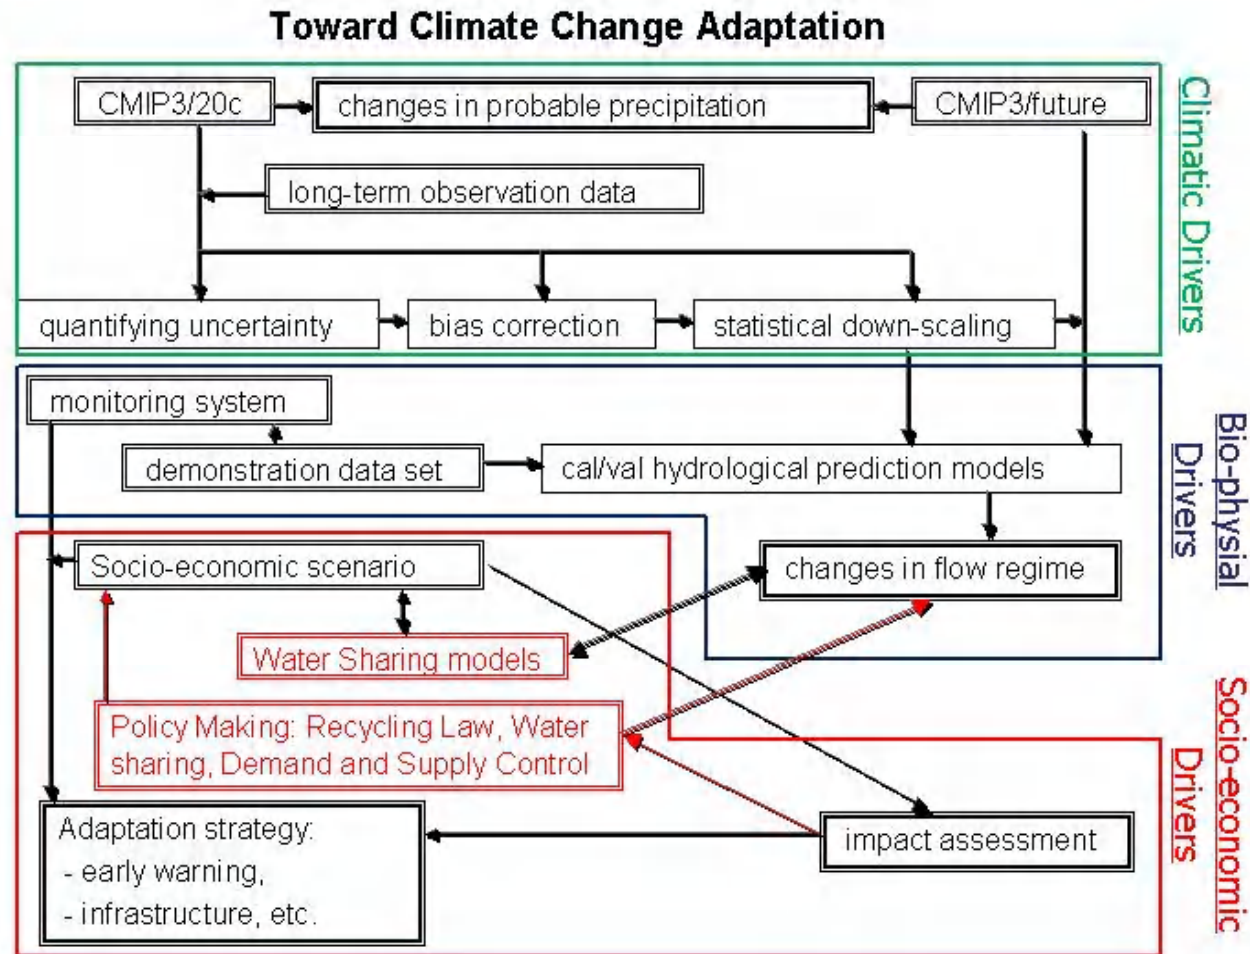 Toward Climate Change Adaptation
CMIP3/20c
changes in probable precipitation
CMIP3/future
long-term observation data
quantifying uncertainty
bias correction
statistical down-scaling
Climatic Drivers
monitoring system
demonstration data set
cal/val hydrological prediction models
changes in flow regime
Bio-physial
Drivers
Socio-economic scenario
Water Sharing models
Policy Making: Recycling Law, Water
sharing, Demand and Supply Control
Adaptation strategy:
- early warning,
- infrastructure, etc.
impact assessment
Socio-economic
Drivers